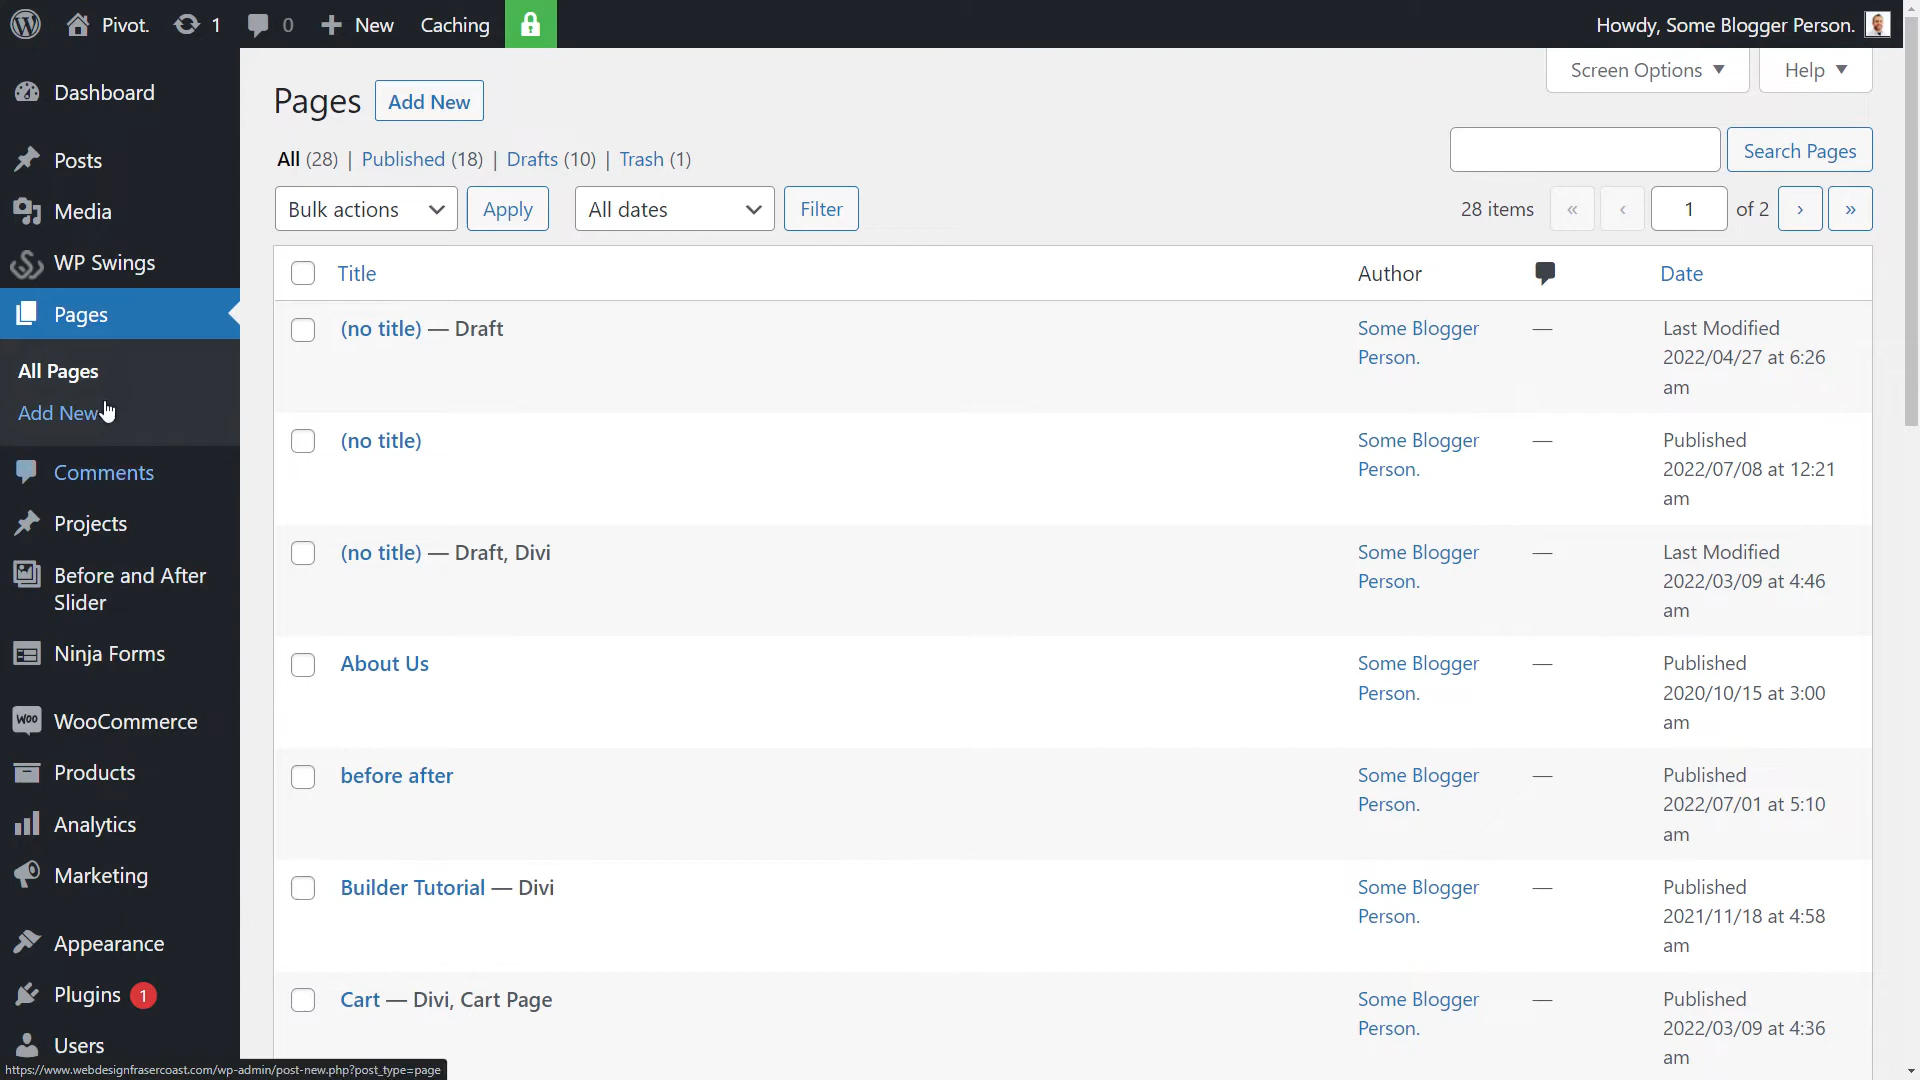 Pivot. 1 0 New Caching Howdy, Some Blogger Person.
Dashboard
Posts
Media
WP Swings
Pages
All Pages
Add New
Comments
Projects
Before and After
Slider
Ninja Forms
WOO WooCommerce
Products
Analytics
Marketing
Appearance
Plugins 1
Users
Screen Options Help
Pages Add New
All (28) | Published (18) | Drafts (10) | Trash (1)
Search Pages
Bulk actions Apply All dates Filter 28 items « ‹ 1 of 2 › »
Title Author Date
(no title) — Draft Some Blogger — Last Modified
Person. 2022/04/27 at 6:26
am
(no title) Some Blogger — Published
Person. 2022/07/08 at 12:21
am
(no title) — Draft, Divi Some Blogger — Last Modified
Person. 2022/03/09 at 4:46
am
About Us Some Blogger — Published
Person. 2020/10/15 at 3:00
am
before after Some Blogger — Published
Person. 2022/07/01 at 5:10
am
Builder Tutorial — Divi Some Blogger — Published
Person. 2021/11/18 at 4:58
am
Cart — Divi, Cart Page Some Blogger — Published
Person. 2022/03/09 at 4:36
am
https://www.webdesignfrasercoast.com/wp-admin/post-new.php?post_type=page